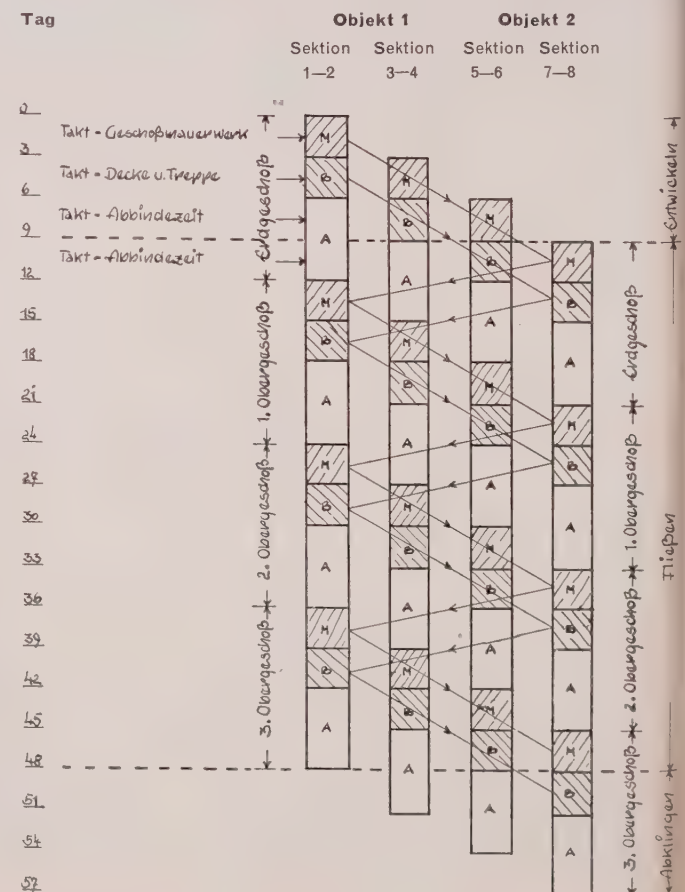 Tag Objekt 1 Objekt 2
Sektion Sektion Sektion Sektion
1—2 3—4 5—6 7—8
0
Takt - Geschoßmauerwerk M
3
Takt - Decke u. Treppe B M
6
Takt - Abbindezeit B M
9
A B M
Takt - Abbindezeit
12
A B
M
15
A
B M
18
B M A
21
A
A B M
24
M B
27
B M A
30
B M A
33
A
A B M
36
M B
39
B M A
42
B M A
45
A
A B M
48
A B
51
A
54
A
57
Erdgeschoß
1. Obergeschoß
2. Obergeschoß
3. Obergeschoß
Erdgeschoß
1. Obergeschoß
2. Obergeschoß
3. Obergeschoß
Entwickeln
Fließen
Abklingen